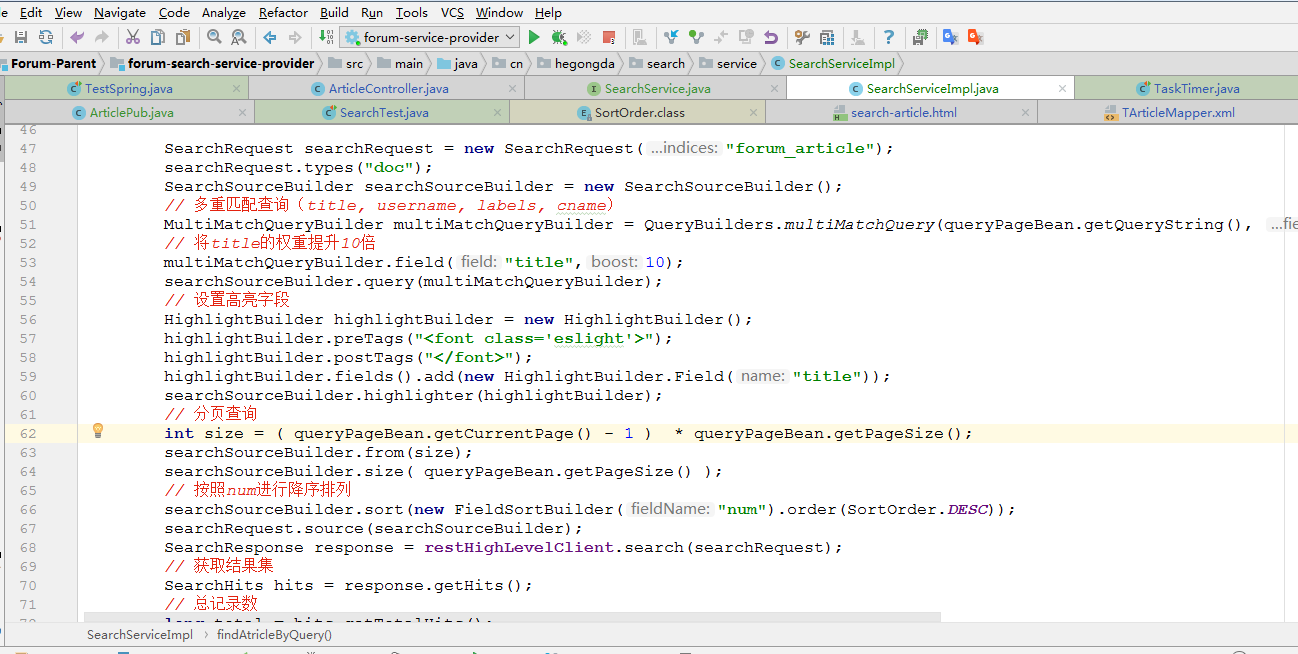 Edit View Navigate Code Analyze Refactor Build Run Tools VCS Window Help
forum-service-provider
Forum-Parent forum-search-service-provider src main java cn hegongda search service SearchServiceImpl
TestSpring.java ArticleController.java SearchService.java SearchServiceImpl.java TaskTimer.java
ArticlePub.java SearchTest.java SortOrder.class search-article.html TArticleMapper.xml
46
47 SearchRequest searchRequest = new SearchRequest( ...indices: "forum_article");
48 searchRequest.types("doc");
49 SearchSourceBuilder searchSourceBuilder = new SearchSourceBuilder();
50 // 多重匹配查询（title, username, labels, cname）
51 MultiMatchQueryBuilder multiMatchQueryBuilder = QueryBuilders.multiMatchQuery(queryPageBean.getQueryString(), ...fie
52 // 将title的权重提升10倍
53 multiMatchQueryBuilder.field( field: "title", boost: 10);
54 searchSourceBuilder.query(multiMatchQueryBuilder);
55 // 设置高亮字段
56 HighlightBuilder highlightBuilder = new HighlightBuilder();
57 highlightBuilder.preTags("<font class='eslight'>");
58 highlightBuilder.postTags("</font>");
59 highlightBuilder.fields().add(new HighlightBuilder.Field( name: "title"));
60 searchSourceBuilder.highlighter(highlightBuilder);
61 // 分页查询
62 int size = ( queryPageBean.getCurrentPage() - 1 )  * queryPageBean.getPageSize();
63 searchSourceBuilder.from(size);
64 searchSourceBuilder.size( queryPageBean.getPageSize() );
65 // 按照num进行降序排列
66 searchSourceBuilder.sort(new FieldSortBuilder( fieldName: "num").order(SortOrder.DESC));
67 searchRequest.source(searchSourceBuilder);
68 SearchResponse response = restHighLevelClient.search(searchRequest);
69 // 获取结果集
70 SearchHits hits = response.getHits();
71 // 总记录数
72 long total = hits.getTotalHits();
SearchServiceImpl › findAtricleByQuery()